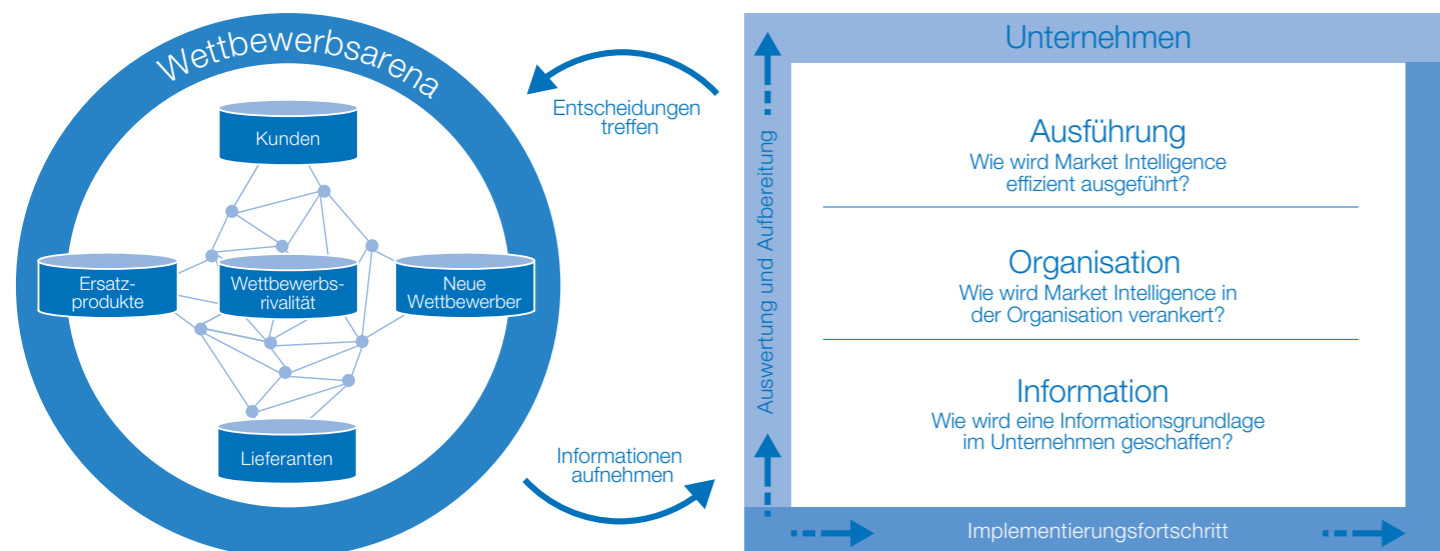 Wettbewerbsarena
Kunden
Ersatz-
produkte
Wettbewerbs-
rivalität
Neue
Wettbewerber
Lieferanten
Entscheidungen
treffen
Informationen
aufnehmen
Unternehmen
Auswertung und Aufbereitung
Ausführung
Wie wird Market Intelligence
effizient ausgeführt?
Organisation
Wie wird Market Intelligence in
der Organisation verankert?
Information
Wie wird eine Informationsgrundlage
im Unternehmen geschaffen?
Implementierungsfortschritt